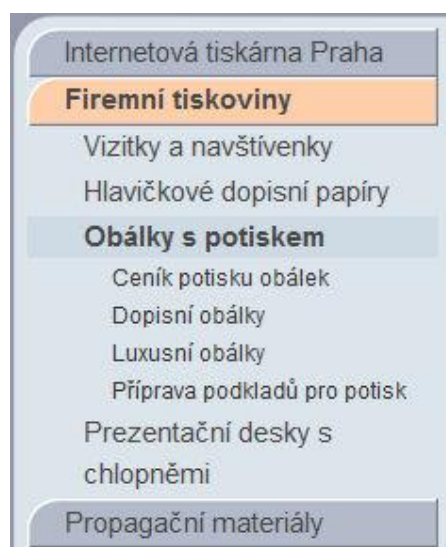 Internetová tiskárna Praha
Firemní tiskoviny
Vizitky a navštívenky
Hlavičkové dopisní papíry
Obálky s potiskem
Ceník potisku obálek
Dopisní obálky
Luxusní obálky
Příprava podkladů pro potisk
Prezentační desky s
chlopněmi
Propagační materiály